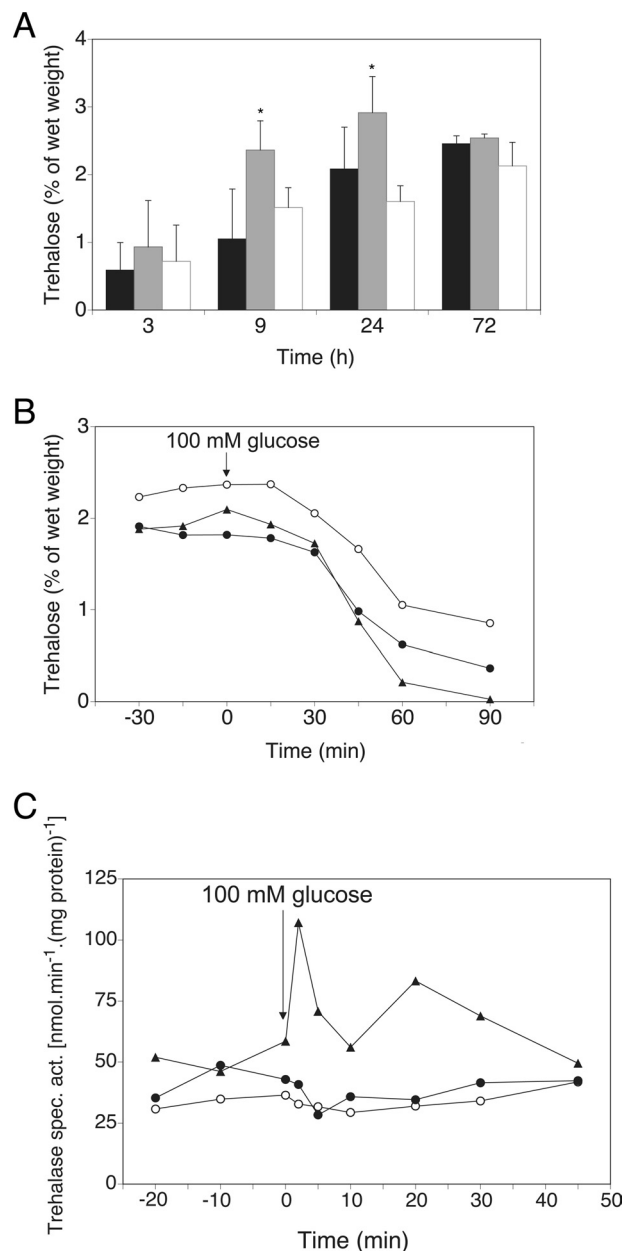 A
Trehalose (% of wet weight)
4
3
2
1
0
*
*
3 9 24 72
Time (h)
B
Trehalose (% of wet weight)
3
2
1
0
100 mM glucose
-30 0 30 60 90
Time (min)
C
Trehalase spec. act. [nmol.min⁻¹.(mg protein)⁻¹]
125
100
75
50
25
0
100 mM glucose
-20 -10 0 10 20 30 40 50
Time (min)